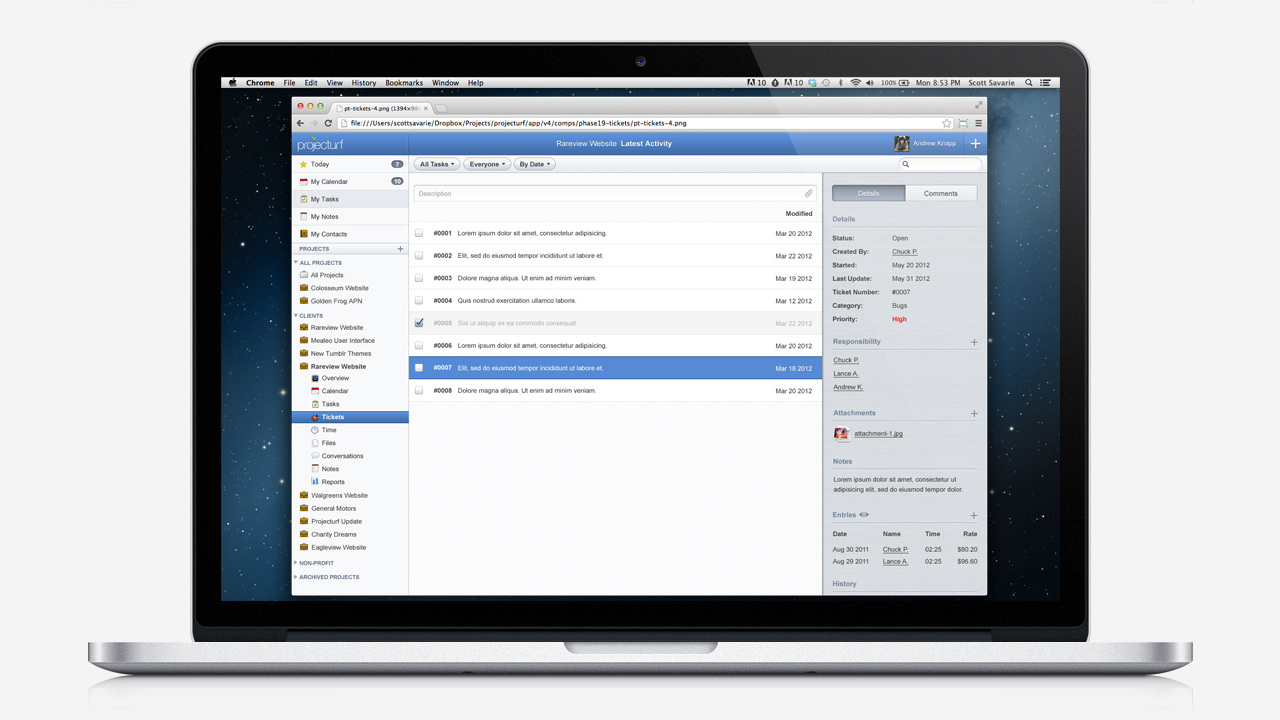 Chrome File Edit View History Bookmarks Window Help 10 10 100% Mon 8:53 PM Scott Savarie
pt-tickets-4.png (1394×98
file:///Users/scottsavarie/Dropbox/Projects/projecturf/app/v4/comps/phase19-tickets/pt-tickets-4.png
projecturf Rareview Website Latest Activity Andrew Knapp +
Today 7
My Calendar 10
My Tasks
My Notes
My Contacts
PROJECTS +
ALL PROJECTS
All Projects
Colosseum Website
Golden Frog APN
CLIENTS
Rareview Website
Mealeo User Interface
New Tumblr Themes
Rareview Website
Overview
Calendar
Tasks
Tickets
Time
Files
Conversations
Notes
Reports
Walgreens Website
General Motors
Projecturf Update
Charity Dreams
Eagleview Website
NON-PROFIT
ARCHIVED PROJECTS
All Tasks Everyone By Date
Description
Modified
#0001 Lorem ipsum dolor sit amet, consectetur adipisicing. Mar 20 2012
#0002 Elit, sed do eiusmod tempor incididunt ut labore et. Mar 22 2012
#0003 Dolore magna aliqua. Ut enim ad minim veniam. Mar 19 2012
#0004 Quis nostrud exercitation ullamco laboris. Mar 12 2012
#0005 Sisi ut aliquip ex ea commodo consequat. Mar 22 2012
#0006 Lorem ipsum dolor sit amet, consectetur adipisicing. Mar 20 2012
#0007 Elit, sed do eiusmod tempor incididunt ut labore et. Mar 18 2012
#0008 Dolore magna aliqua. Ut enim ad minim veniam. Mar 20 2012
Details Comments
Details
Status: Open
Created By: Chuck P.
Started: May 20 2012
Last Update: May 31 2012
Ticket Number: #0007
Category: Bugs
Priority: High
Responsibility +
Chuck P.
Lance A.
Andrew K.
Attachments +
attachment-1.jpg
Notes
Lorem ipsum dolor sit amet, consectetur ut
adipisicing elit, sed do eiusmod tempor dolor.
Entries +
Date Name Time Rate
Aug 30 2011 Chuck P. 02:25 $80.20
Aug 29 2011 Lance A. 02:25 $96.60
History